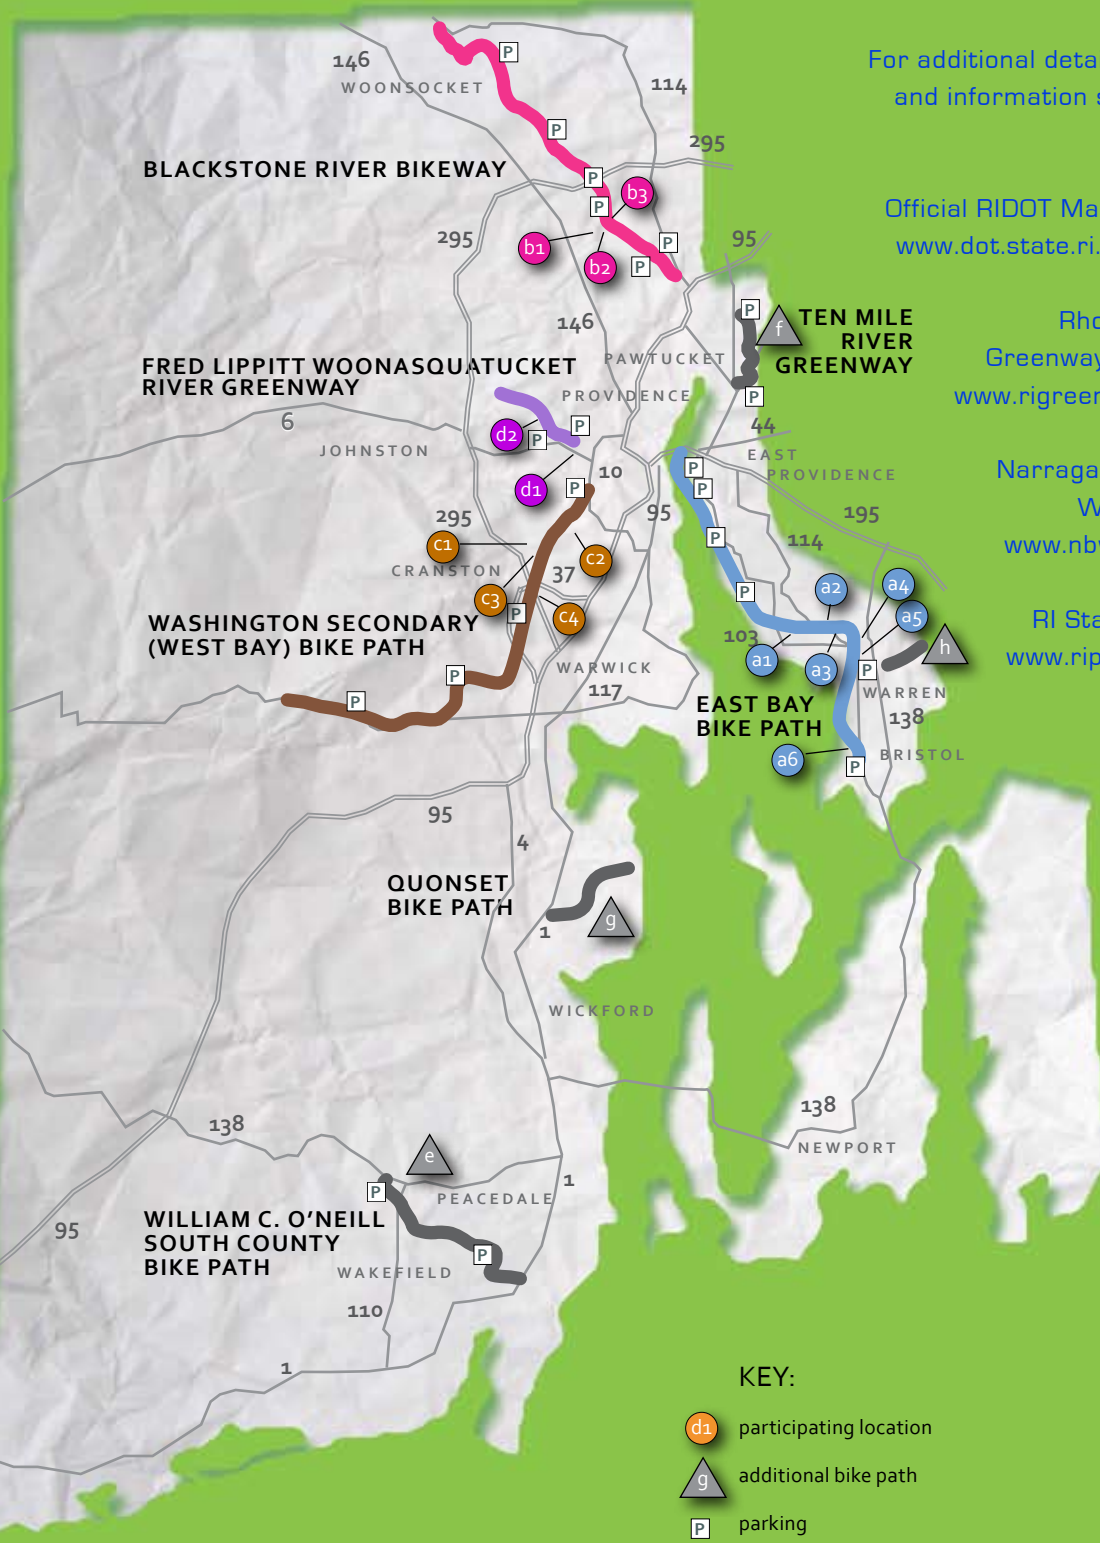 For additional deta
and information s
146
WOONSOCKET
P
114
P
295
BLACKSTONE RIVER BIKEWAY
P
b3
P
Official RIDOT Ma
295
b1
P
95
www.dot.state.ri.
b2
P
P
TEN MILE
RIVER
GREENWAY
f
Rho
146
PAWTUCKET
Greenway
FRED LIPPITT WOONASQUATUCKET
RIVER GREENWAY
PROVIDENCE
P
www.rigreen
6
d2
P
P
44
JOHNSTON
EAST
PROVIDENCE
10
P
Narraga
d1
P
P
W
295
95
195
c1
P
114
www.nbw
CRANSTON
37
c2
c3
P
c4
P
a2
a4
a5
WASHINGTON SECONDARY
(WEST BAY) BIKE PATH
RI Sta
103
h
www.rip
a1
a3
P
WARWICK
P
117
WARREN
P
EAST BAY
BIKE PATH
138
BRISTOL
a6
P
95
4
QUONSET
BIKE PATH
1
g
WICKFORD
138
138
NEWPORT
e
P
PEACEDALE
1
WILLIAM C. O’NEILL
SOUTH COUNTY
BIKE PATH
95
P
WAKEFIELD
110
1
KEY:
d1 participating location
g additional bike path
P parking